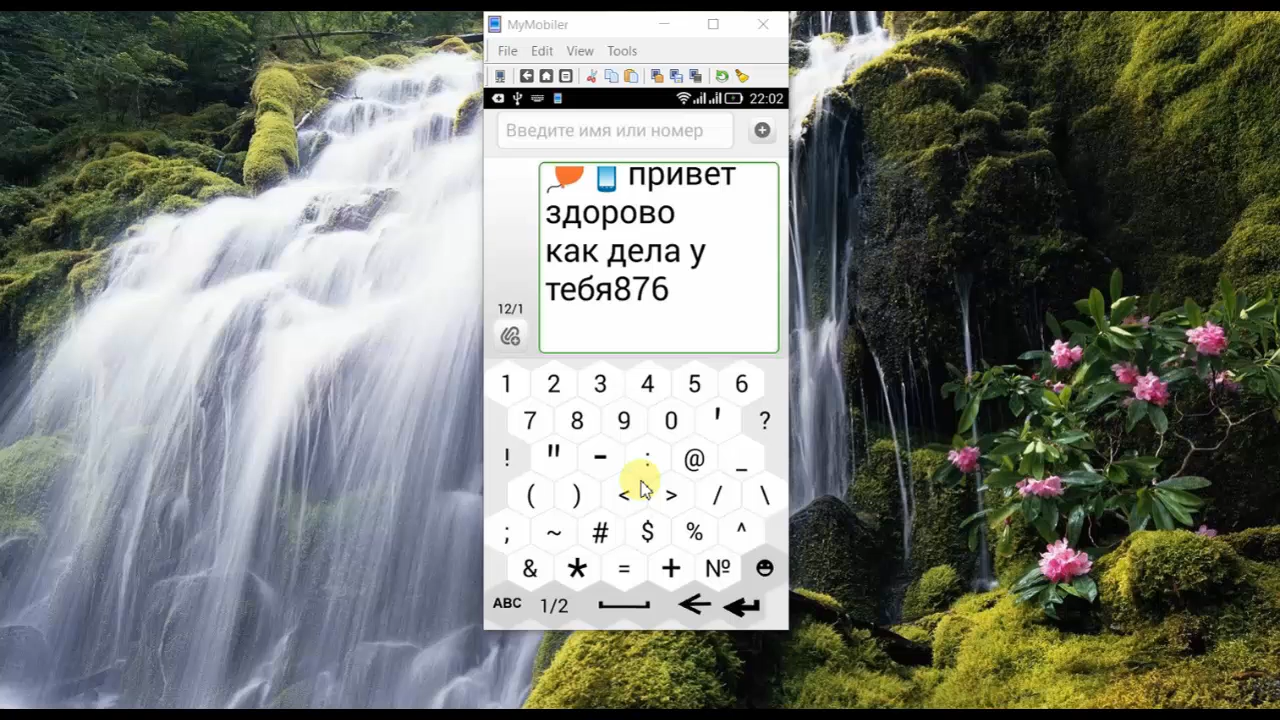 MyMobiler
File Edit View Tools
22:02
Введите имя или номер
привет
здорово
как дела у
тебя876
12/1
1 2 3 4 5 6
7 8 9 0 ' ?
! " - : @ _
( ) < > / \
; ~ # $ % ^
& * = + №
ABC 1/2